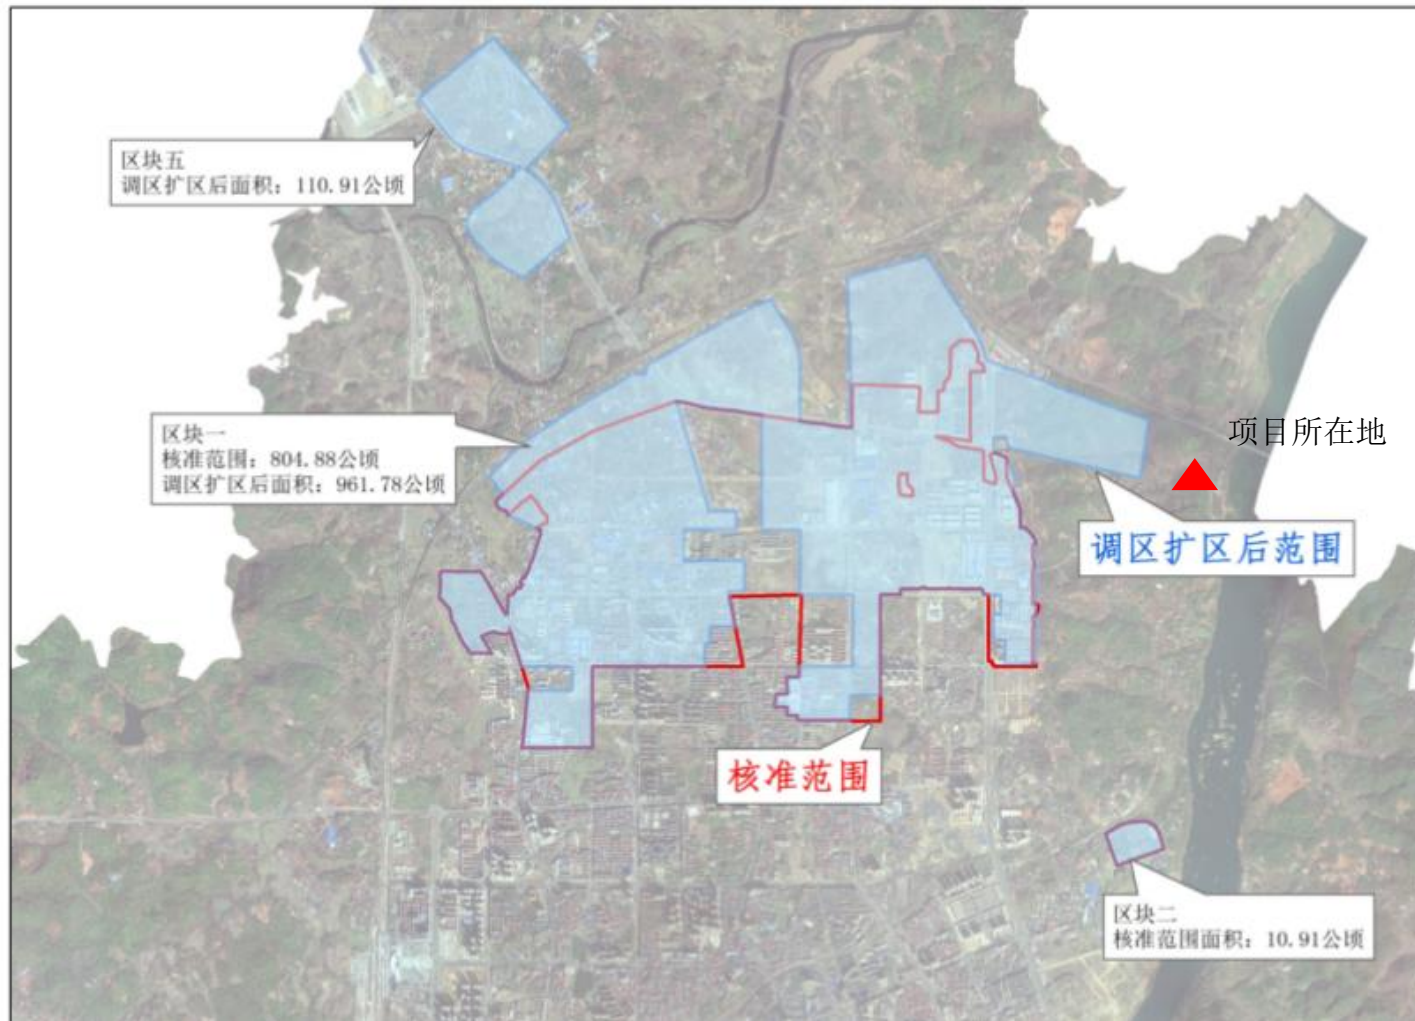 区块五
调区扩区后面积：110.91公顷
区块一
核准范围：804.88公顷
调区扩区后面积：961.78公顷
项目所在地
调区扩区后范围
核准范围
区块二
核准范围面积：10.91公顷